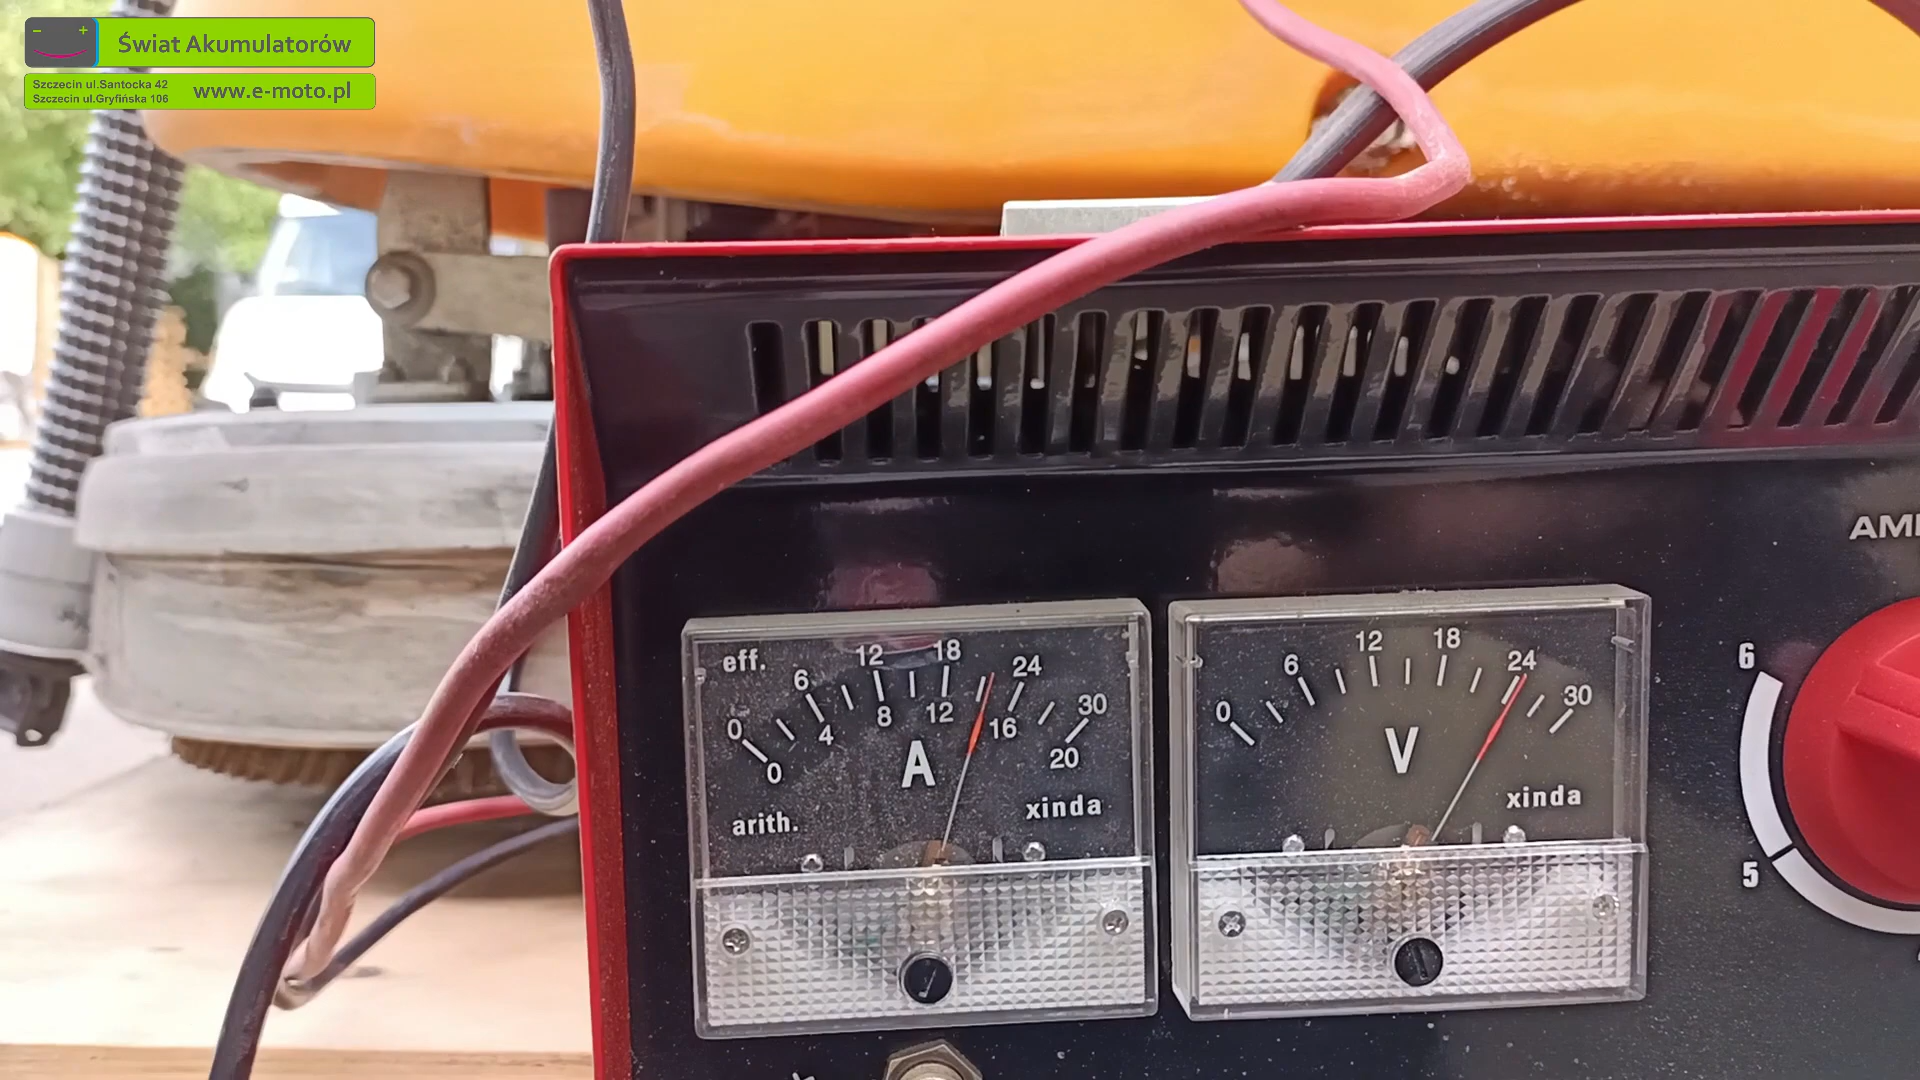 Świat Akumulatorów
Szczecin ul.Santocka 42
Szczecin ul.Gryfińska 106
www.e-moto.pl
eff.
0 6 12 18 24 30
0 4 8 12 16 20
A
arith.
xinda
0 6 12 18 24 30
V
xinda
6
5